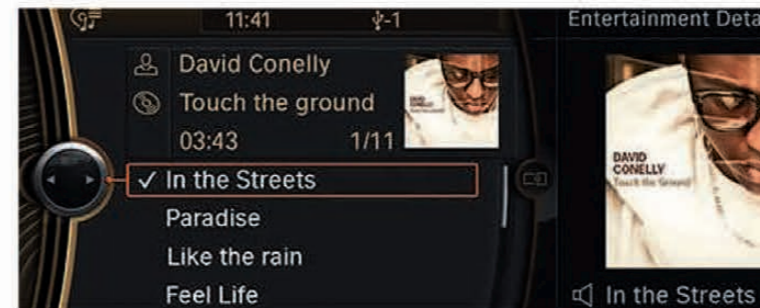 11:41 -1
Entertainment Deta
David Conelly
Touch the ground
03:43 1/11
✓ In the Streets
Paradise
Like the rain
Feel Life
DAVID
CONELLY
Touch the Ground
In the Streets